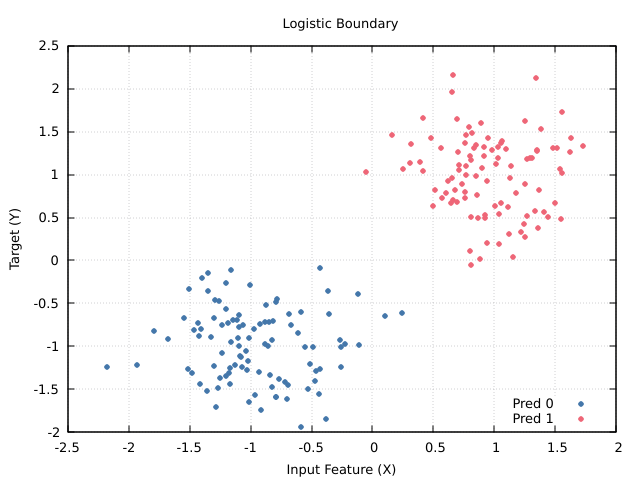 Logistic Boundary
2.5
2
1.5
1
0.5
0
-0.5
-1
-1.5
-2
Target (Y)
Pred 0
Pred 1
-2.5 -2 -1.5 -1 -0.5 0 0.5 1 1.5 2
Input Feature (X)